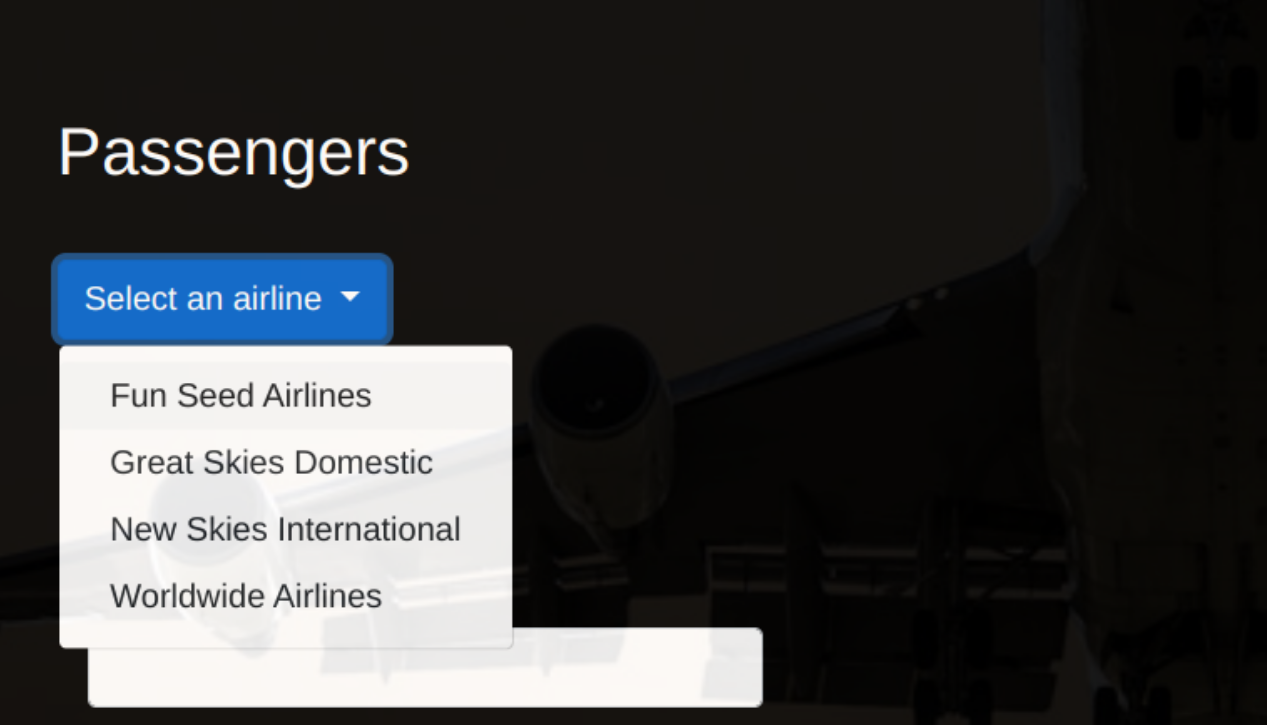 Passengers
Select an airline
Fun Seed Airlines
Great Skies Domestic
New Skies International
Worldwide Airlines